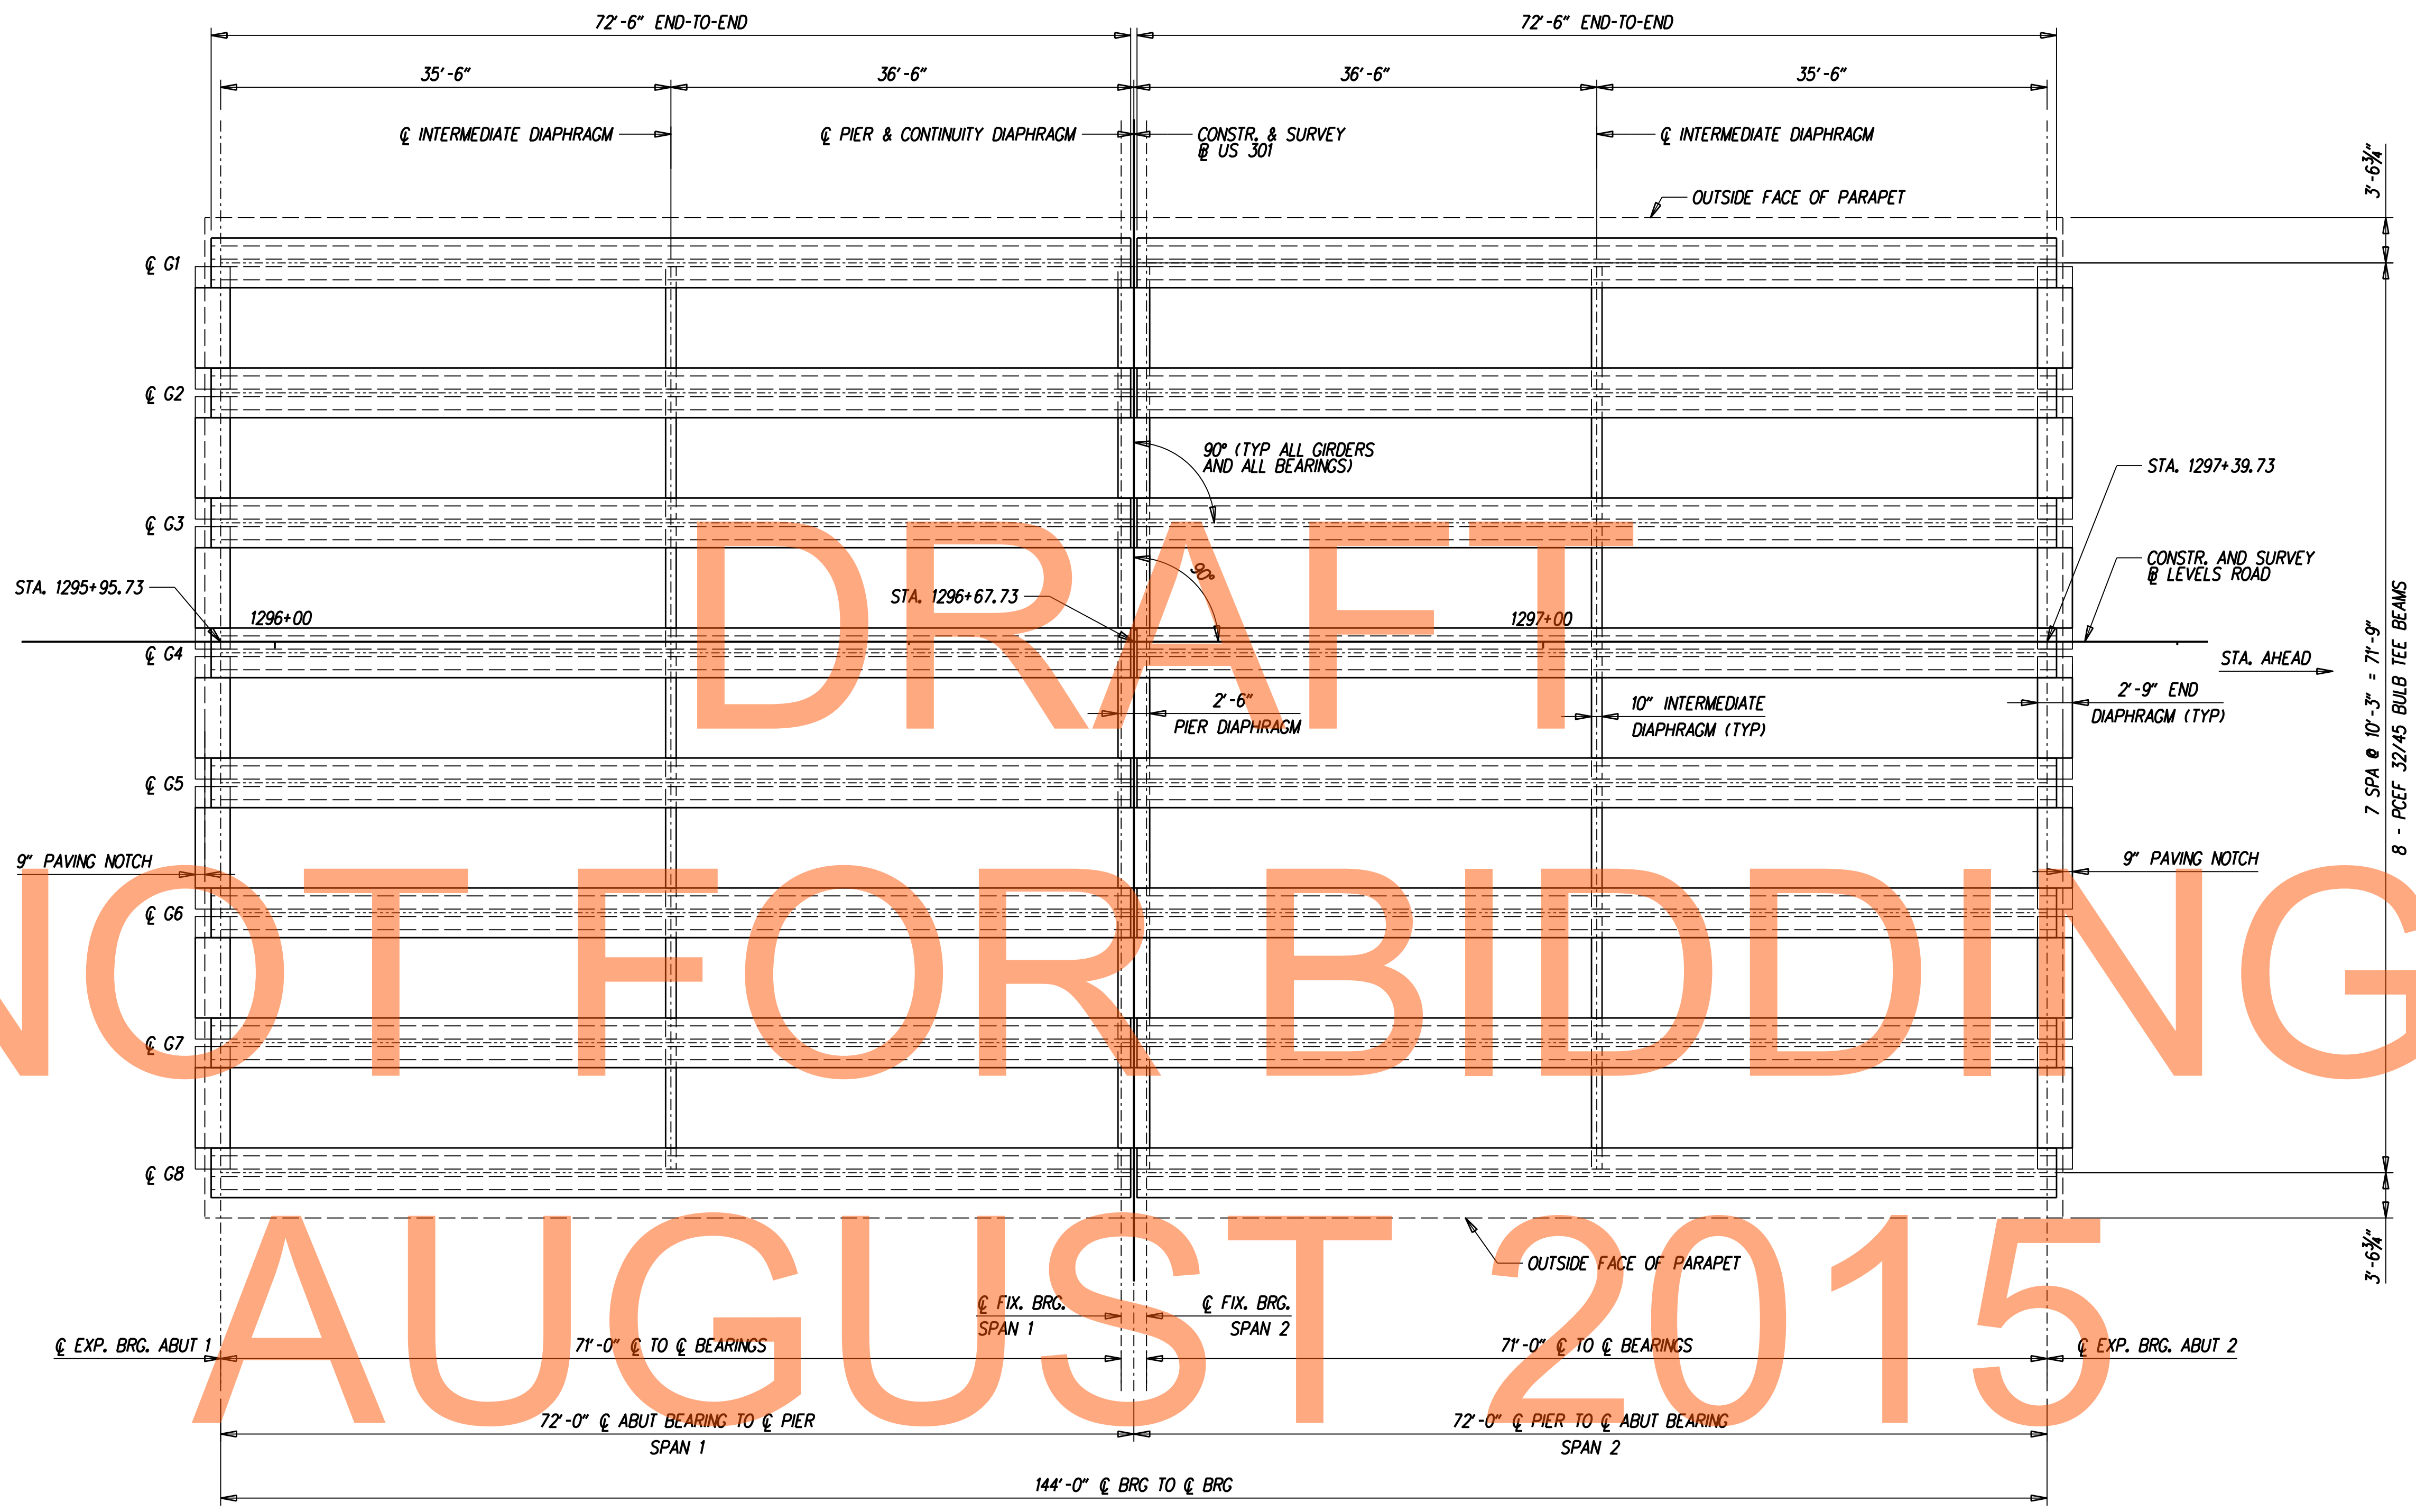 72'-6" END-TO-END
72'-6" END-TO-END
35'-6"
36'-6"
36'-6"
35'-6"
℄ INTERMEDIATE DIAPHRAGM
℄ PIER & CONTINUITY DIAPHRAGM
CONSTR. & SURVEY
℄ US 301
℄ INTERMEDIATE DIAPHRAGM
3'-6¾"
OUTSIDE FACE OF PARAPET
℄ G1
℄ G2
90° (TYP ALL GIRDERS
AND ALL BEARINGS)
STA. 1297+39.73
℄ G3
DRAFT
90°
CONSTR. AND SURVEY
℄ LEVELS ROAD
STA. 1295+95.73
STA. 1296+67.73
1296+00
1297+00
℄ G4
STA. AHEAD
2'-6"
PIER DIAPHRAGM
10" INTERMEDIATE
DIAPHRAGM (TYP)
2'-9" END
DIAPHRAGM (TYP)
7 SPA @ 10'-3" = 71'-9"
8 - PCEF 32/45 BULB TEE BEAMS
℄ G5
9" PAVING NOTCH
9" PAVING NOTCH
℄ G6
NOT FOR BIDDING
℄ G7
℄ G8
AUGUST 2015
OUTSIDE FACE OF PARAPET
3'-6¾"
℄ FIX. BRG.
SPAN 1
℄ FIX. BRG.
SPAN 2
℄ EXP. BRG. ABUT 1
71'-0" ℄ TO ℄ BEARINGS
71'-0" ℄ TO ℄ BEARINGS
℄ EXP. BRG. ABUT 2
72'-0" ℄ ABUT BEARING TO ℄ PIER
SPAN 1
72'-0" ℄ PIER TO ℄ ABUT BEARING
SPAN 2
144'-0" ℄ BRG TO ℄ BRG